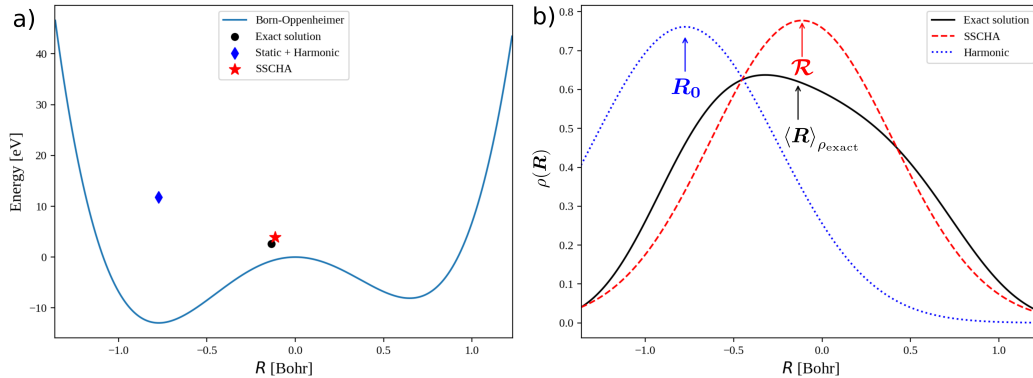 a)
Born-Oppenheimer
Exact solution
Static + Harmonic
SSCHA
Energy [eV]
40
30
20
10
0
−10
−1.0
−0.5
0.0
0.5
1.0
R [Bohr]
b)
Exact solution
SSCHA
Harmonic
R₀
𝓡
⟨R⟩ρexact
ρ(R)
0.8
0.7
0.6
0.5
0.4
0.3
0.2
0.1
0.0
−1.0
−0.5
0.0
0.5
1.0
R [Bohr]